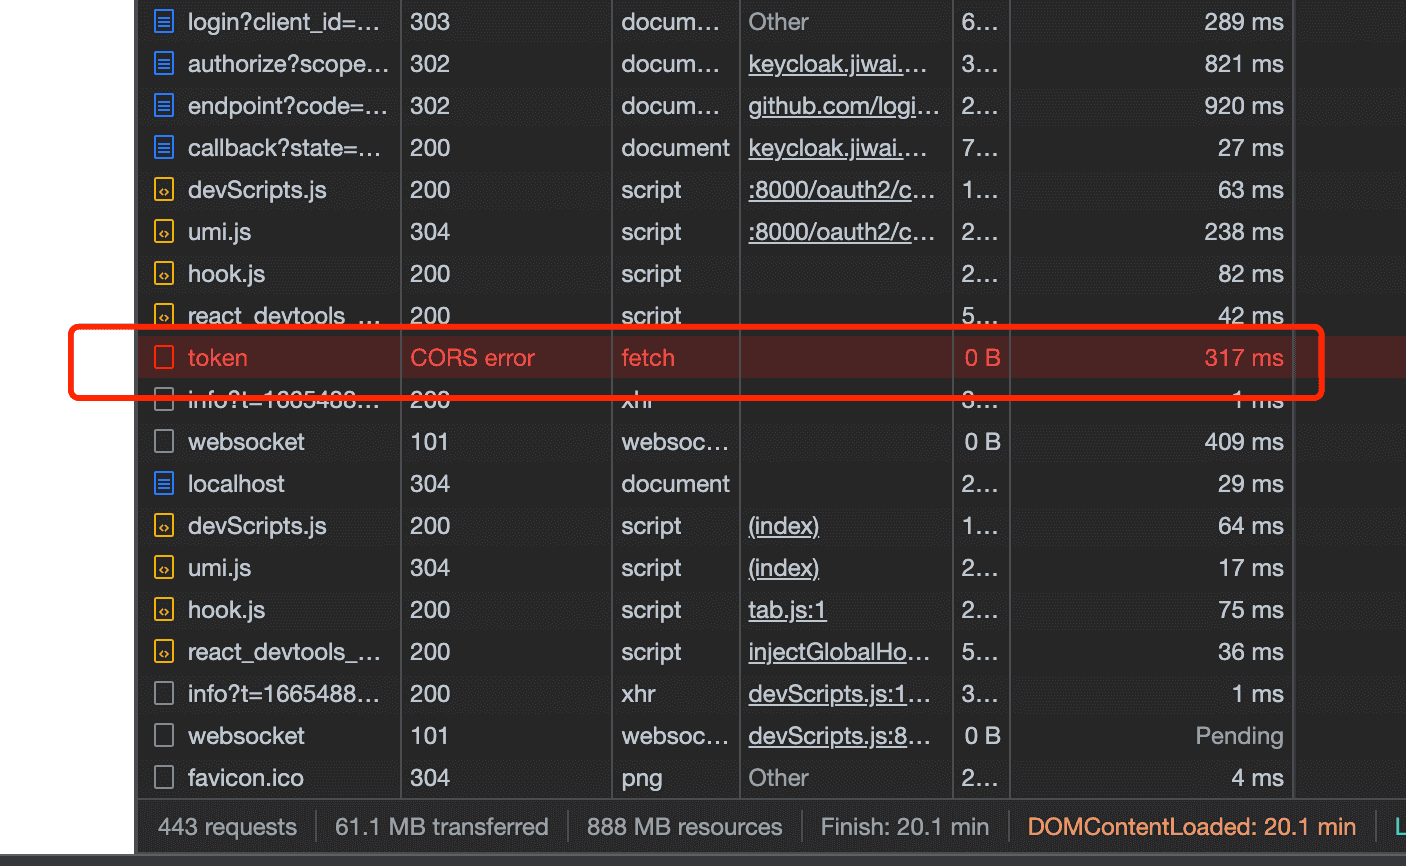 login?client_id=... 303 docum... Other 6... 289 ms
authorize?scope... 302 docum... keycloak.jiwai.... 3... 821 ms
endpoint?code=... 302 docum... github.com/logi... 2... 920 ms
callback?state=... 200 document keycloak.jiwai.... 7... 27 ms
devScripts.js 200 script :8000/oauth2/c... 1... 63 ms
umi.js 304 script :8000/oauth2/c... 2... 238 ms
hook.js 200 script 2... 82 ms
react_devtools_... 200 script 5... 42 ms
token CORS error fetch 0 B 317 ms
info?t=1665488... 200 xhr 3... 1 ms
websocket 101 websoc... 0 B 409 ms
localhost 304 document 2... 29 ms
devScripts.js 200 script (index) 1... 64 ms
umi.js 304 script (index) 2... 17 ms
hook.js 200 script tab.js:1 2... 75 ms
react_devtools_... 200 script injectGlobalHo... 5... 36 ms
info?t=1665488... 200 xhr devScripts.js:1... 3... 1 ms
websocket 101 websoc... devScripts.js:8... 0 B Pending
favicon.ico 304 png Other 2... 4 ms
443 requests 61.1 MB transferred 888 MB resources Finish: 20.1 min DOMContentLoaded: 20.1 min L